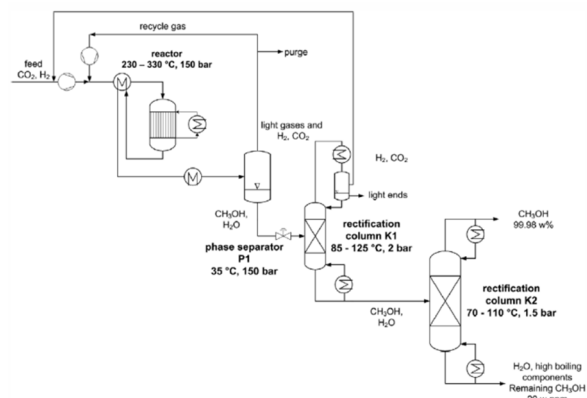 recycle gas
purge
reactor
230 – 330 °C, 150 bar
feed
CO₂, H₂
M
M
M
light gases and
H₂, CO₂
M
H₂, CO₂
light ends
CH₃OH,
H₂O
phase separator
P1
35 °C, 150 bar
rectification
column K1
85 - 125 °C, 2 bar
M
CH₃OH,
H₂O
CH₃OH
99.98 w%
M
rectification
column K2
70 - 110 °C, 1.5 bar
M
H₂O, high boiling
components
Remaining CH₃OH